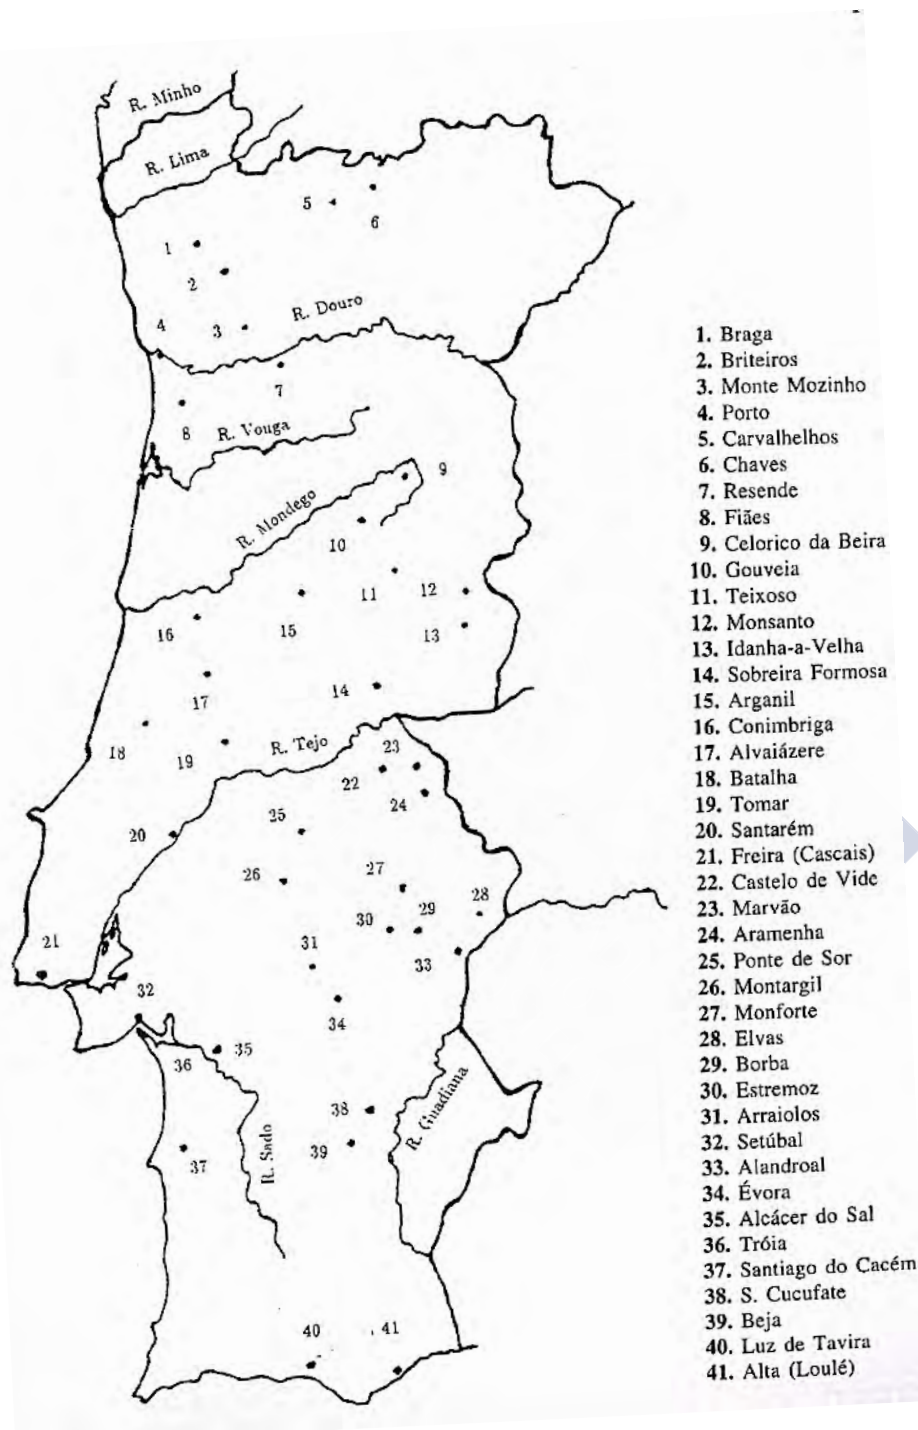 R. Minho
R. Lima
5
6
1
2
R. Douro
4
3
7
8
R. Vouga
9
R. Mondego
10
11
12
16
15
13
14
17
18
19
R. Tejo
23
22
24
25
20
26
27
28
29
30
21
31
33
32
34
36
35
38
R. Guadiana
39
R. Sado
37
40
41
1. Braga
2. Briteiros
3. Monte Mozinho
4. Porto
5. Carvalhelhos
6. Chaves
7. Resende
8. Fiães
9. Celorico da Beira
10. Gouveia
11. Teixoso
12. Monsanto
13. Idanha-a-Velha
14. Sobreira Formosa
15. Arganil
16. Conimbriga
17. Alvaiázere
18. Batalha
19. Tomar
20. Santarém
21. Freira (Cascais)
22. Castelo de Vide
23. Marvão
24. Aramenha
25. Ponte de Sor
26. Montargil
27. Monforte
28. Elvas
29. Borba
30. Estremoz
31. Arraiolos
32. Setúbal
33. Alandroal
34. Évora
35. Alcácer do Sal
36. Tróia
37. Santiago do Cacém
38. S. Cucufate
39. Beja
40. Luz de Tavira
41. Alta (Loulé)